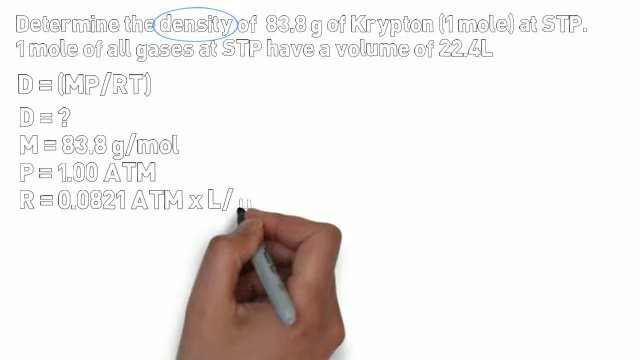 Determine the density of 83.8 g of Krypton (1 mole) at STP.
1 mole of all gases at STP have a volume of 22.4L
D = (MP/RT)
D = ?
M = 83.8 g/mol
P = 1.00 ATM
R = 0.0821 ATM x L/